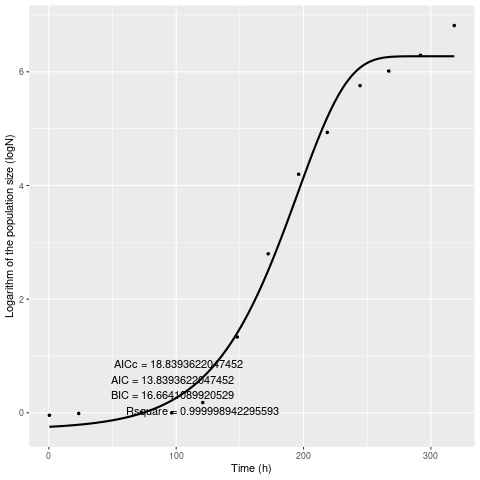 Logarithm of the population size (logN)
6
4
2
0
AICc = 18.8393622047452
AIC = 13.8393622047452
BIC = 16.6641089920529
Rsquare = 0.999998942295593
0
100
200
300
Time (h)